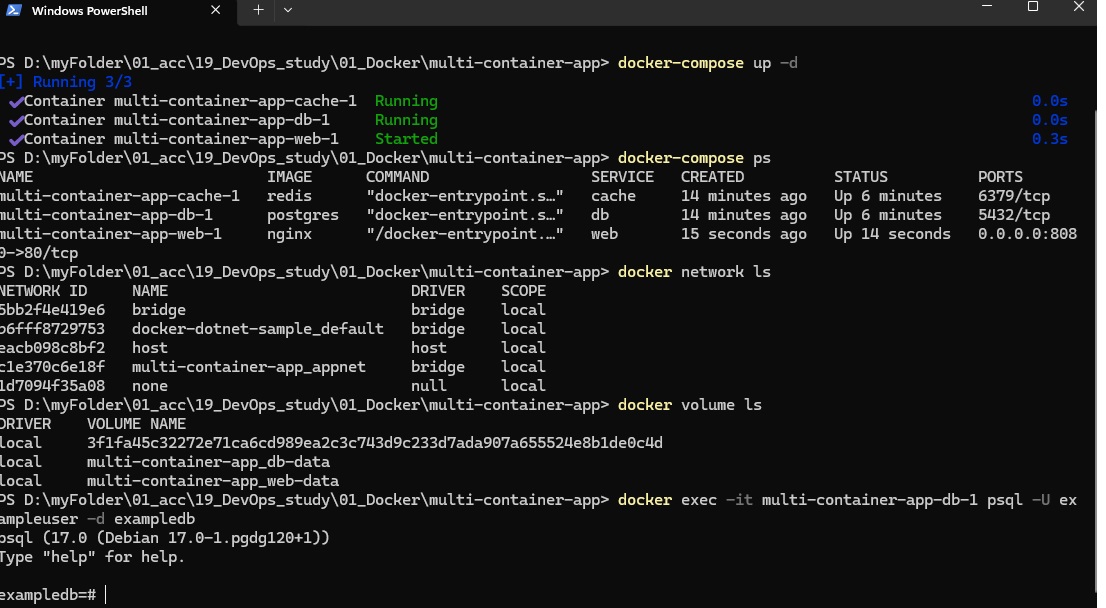 Windows PowerShell
PS D:\myFolder\01_acc\19_DevOps_study\01_Docker\multi-container-app> docker-compose up -d
[+] Running 3/3
Container multi-container-app-cache-1 Running 0.0s
Container multi-container-app-db-1 Running 0.0s
Container multi-container-app-web-1 Started 0.3s
PS D:\myFolder\01_acc\19_DevOps_study\01_Docker\multi-container-app> docker-compose ps
NAME IMAGE COMMAND SERVICE CREATED STATUS PORTS
multi-container-app-cache-1 redis "docker-entrypoint.s…" cache 14 minutes ago Up 6 minutes 6379/tcp
multi-container-app-db-1 postgres "docker-entrypoint.s…" db 14 minutes ago Up 6 minutes 5432/tcp
multi-container-app-web-1 nginx "/docker-entrypoint.…" web 15 seconds ago Up 14 seconds 0.0.0.0:808
0->80/tcp
PS D:\myFolder\01_acc\19_DevOps_study\01_Docker\multi-container-app> docker network ls
NETWORK ID NAME DRIVER SCOPE
5bb2f4e419e6 bridge bridge local
b6fff8729753 docker-dotnet-sample_default bridge local
eacb098c8bf2 host host local
c1e370c6e18f multi-container-app_appnet bridge local
1d7094f35a08 none null local
PS D:\myFolder\01_acc\19_DevOps_study\01_Docker\multi-container-app> docker volume ls
DRIVER VOLUME NAME
local 3f1fa45c32272e71ca6cd989ea2c3c743d9c233d7ada907a655524e8b1de0c4d
local multi-container-app_db-data
local multi-container-app_web-data
PS D:\myFolder\01_acc\19_DevOps_study\01_Docker\multi-container-app> docker exec -it multi-container-app-db-1 psql -U ex
ampleuser -d exampledb
psql (17.0 (Debian 17.0-1.pgdg120+1))
Type "help" for help.
exampledb=#